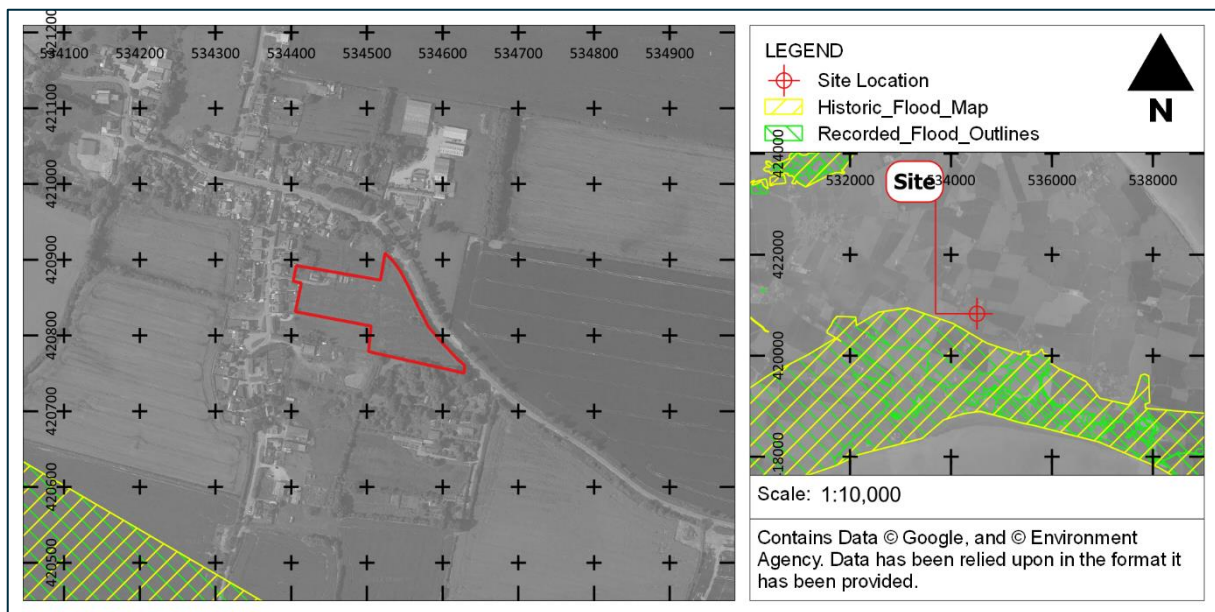 534100 534200 534300 534400 534500 534600 534700 534800 534900
421200
421100
421000
420900
420800
420700
420600
420500
LEGEND
Site Location
Historic_Flood_Map
Recorded_Flood_Outlines
N
532000 534000 536000 538000
Site
424000
422000
420000
418000
Scale: 1:10,000
Contains Data © Google, and © Environment
Agency. Data has been relied upon in the format it
has been provided.